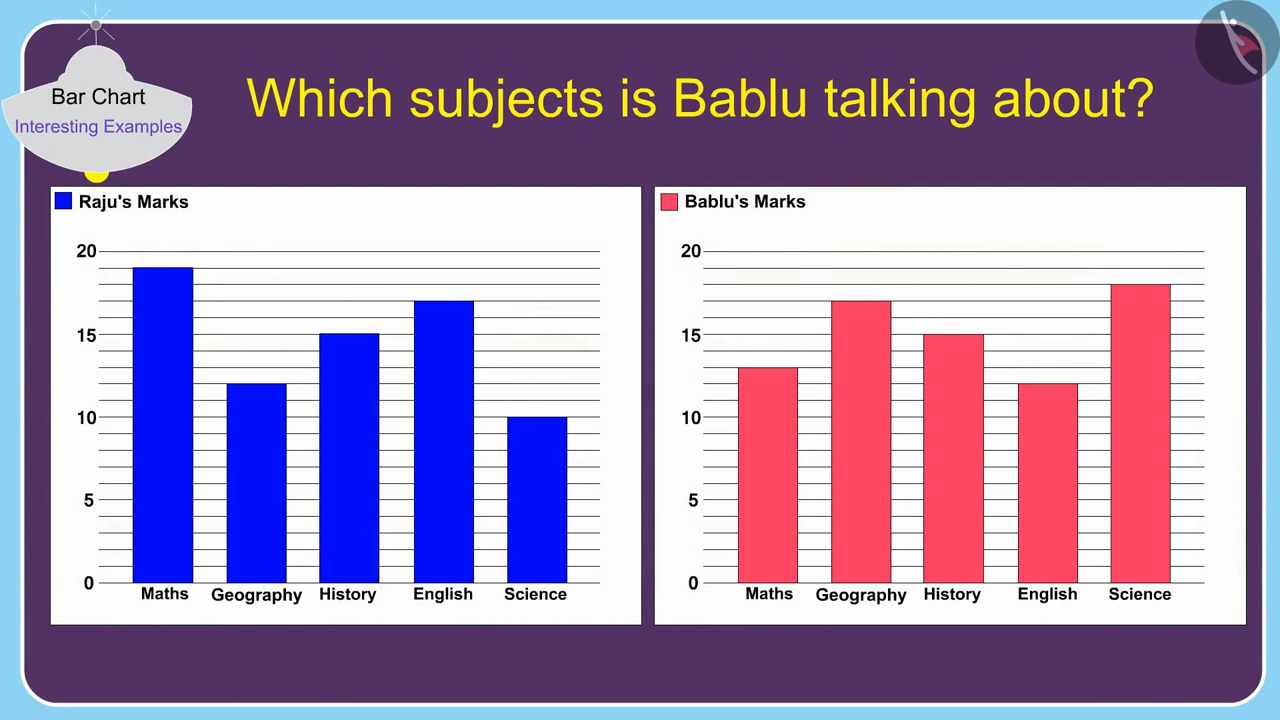 Bar Chart
Interesting Examples
Which subjects is Bablu talking about?
Raju's Marks
20
15
10
5
0
Maths Geography History English Science
Bablu's Marks
20
15
10
5
0
Maths Geography History English Science